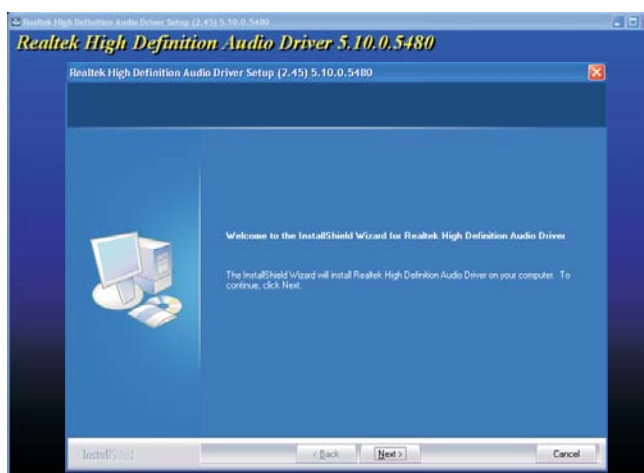 Realtek High Definition Audio Driver Setup (2.45) 5.10.0.5480
Realtek High Definition Audio Driver 5.10.0.5480
Realtek High Definition Audio Driver Setup (2.45) 5.10.0.5480
Welcome to the InstallShield Wizard for Realtek High Definition Audio Driver
The InstallShield Wizard will install Realtek High Definition Audio Driver on your computer. To
continue, click Next.
InstallShield
< Back
Next >
Cancel